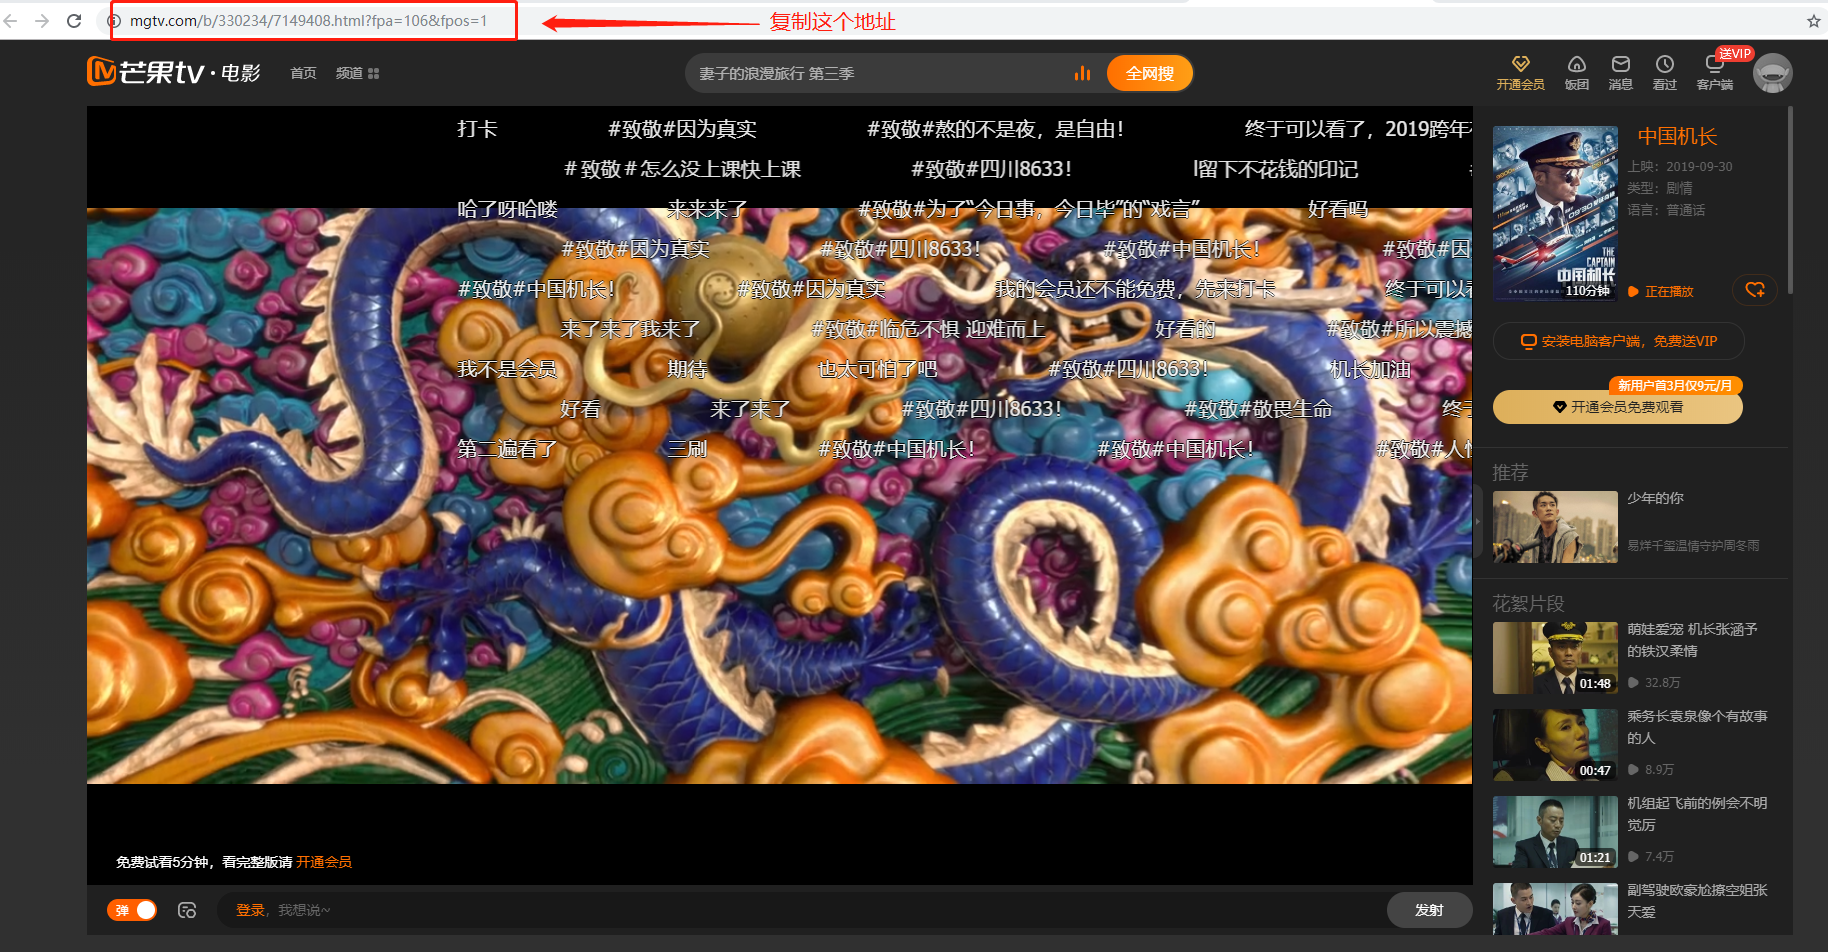 mgtv.com/b/330234/7149408.html?fpa=106&fpos=1
复制这个地址
芒果tv·电影
首页 频道
妻子的浪漫旅行 第三季
全网搜
送VIP
开通会员 饭团 消息 看过 客户端
打卡 #致敬#因为真实 #致敬#熬的不是夜，是自由！ 终于可以看了，2019跨年
#致敬#怎么没上课快上课 #致敬#四川8633！ 留下不花钱的印记
哈了呀哈喽 来来来了 #致敬#为了“今日事，今日毕”的“戏言” 好看吗
#致敬#因为真实 #致敬#四川8633！ #致敬#中国机长！ #致敬#因
#致敬#中国机长！ #致敬#因为真实 我的会员还不能免费，先来打卡 终于可以看
来了来了我来了 #致敬#临危不惧 迎难而上 好看的 #致敬#所以震撼
我不是会员 期待 也太可怕了吧 #致敬#四川8633！ 机长加油
好看 来了来了 #致敬#四川8633！ #致敬#敬畏生命 终于
第二遍看了 三刷 #致敬#中国机长！ #致敬#中国机长！ #致敬#人性
免费试看5分钟，看完整版请 开通会员
弹
登录，我想说~
发射
中国机长
上映：2019-09-30
类型：剧情
语言：普通话
THE CAPTAIN
中国机长
110分钟
正在播放
安装电脑客户端，免费送VIP
新用户首3月仅9元/月
开通会员免费观看
推荐
少年的你
易烊千玺温情守护周冬雨
花絮片段
萌娃爱宠 机长张涵予
的铁汉柔情
01:48
32.8万
乘务长袁泉像个有故事
的人
00:47
8.9万
机组起飞前的例会不明
觉厉
01:21
7.4万
副驾驶欧豪尬撩空姐张
天爱